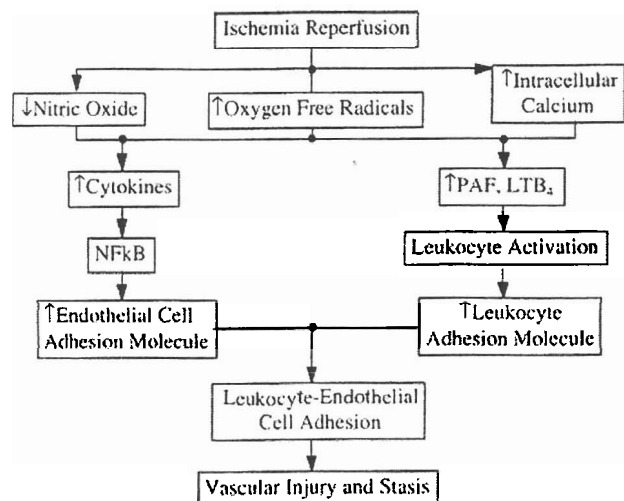 Ischemia Reperfusion
↓Nitric Oxide
↑Oxygen Free Radicals
↑Intracellular
Calcium
↑Cytokines
↑PAF, LTB₄
NFkB
Leukocyte Activation
↑Endothelial Cell
Adhesion Molecule
↑Leukocyte
Adhesion Molecule
Leukocyte-Endothelial
Cell Adhesion
Vascular Injury and Stasis